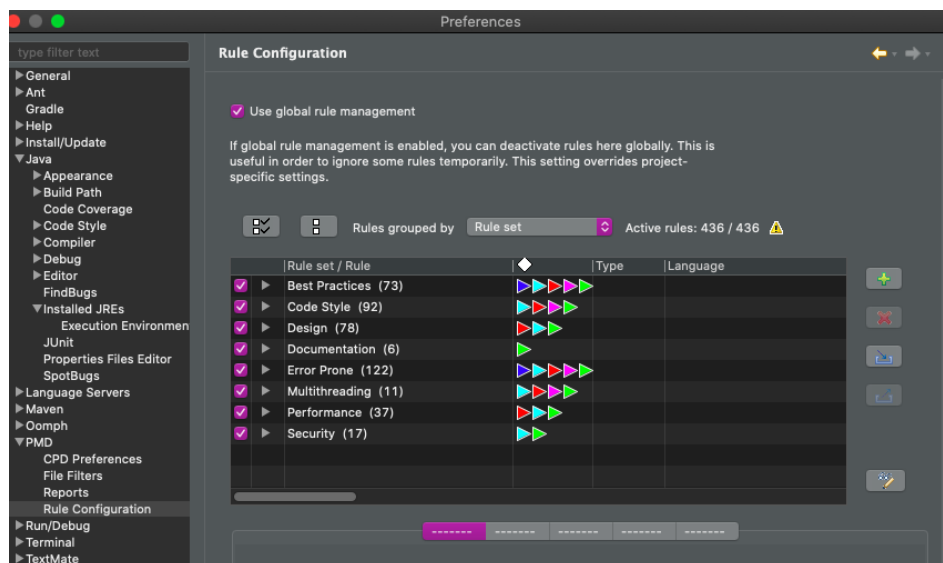 Preferences
type filter text
General
Ant
Gradle
Help
Install/Update
Java
Appearance
Build Path
Code Coverage
Code Style
Compiler
Debug
Editor
FindBugs
Installed JREs
Execution Environmen
JUnit
Properties Files Editor
SpotBugs
Language Servers
Maven
Oomph
PMD
CPD Preferences
File Filters
Reports
Rule Configuration
Run/Debug
Terminal
TextMate
Rule Configuration
Use global rule management
If global rule management is enabled, you can deactivate rules here globally. This is
useful in order to ignore some rules temporarily. This setting overrides project-
specific settings.
Rules grouped by Rule set Active rules: 436 / 436
Rule set / Rule Type Language
Best Practices (73)
Code Style (92)
Design (78)
Documentation (6)
Error Prone (122)
Multithreading (11)
Performance (37)
Security (17)
------- ------- ------- ------- -------